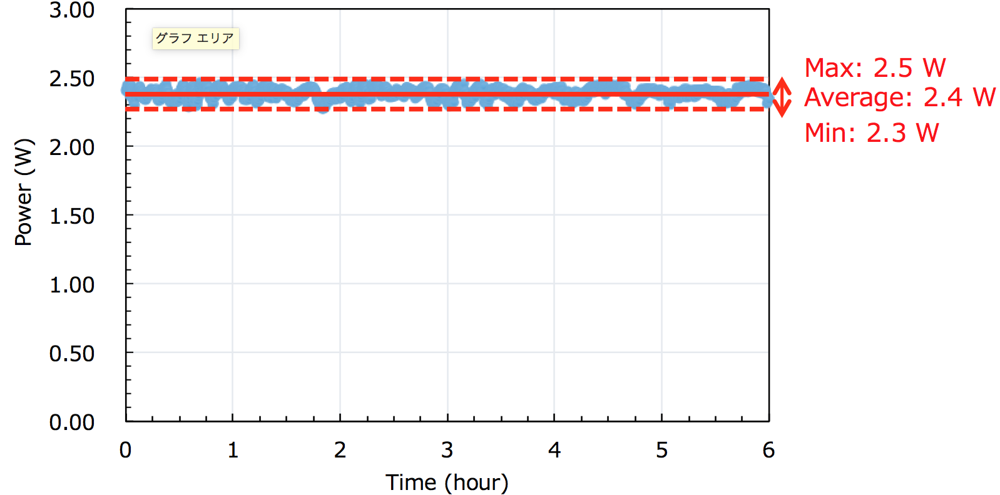 3.00
グラフ エリア
2.50
2.00
1.50
1.00
0.50
0.00
Power (W)
0 1 2 3 4 5 6
Time (hour)
Max: 2.5 W
Average: 2.4 W
Min: 2.3 W